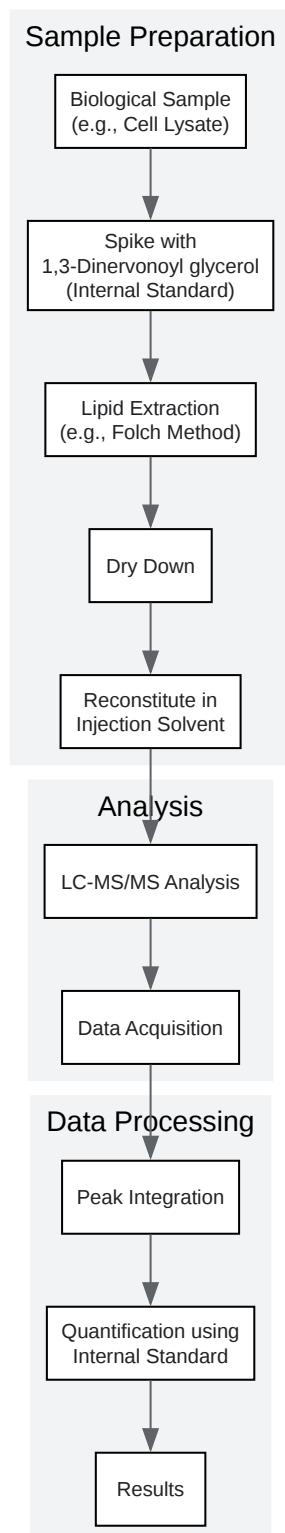 Sample Preparation
Biological Sample
(e.g., Cell Lysate)
Spike with
1,3-Dinervonoyl glycerol
(Internal Standard)
Lipid Extraction
(e.g., Folch Method)
Dry Down
Reconstitute in
Injection Solvent
Analysis
LC-MS/MS Analysis
Data Acquisition
Data Processing
Peak Integration
Quantification using
Internal Standard
Results